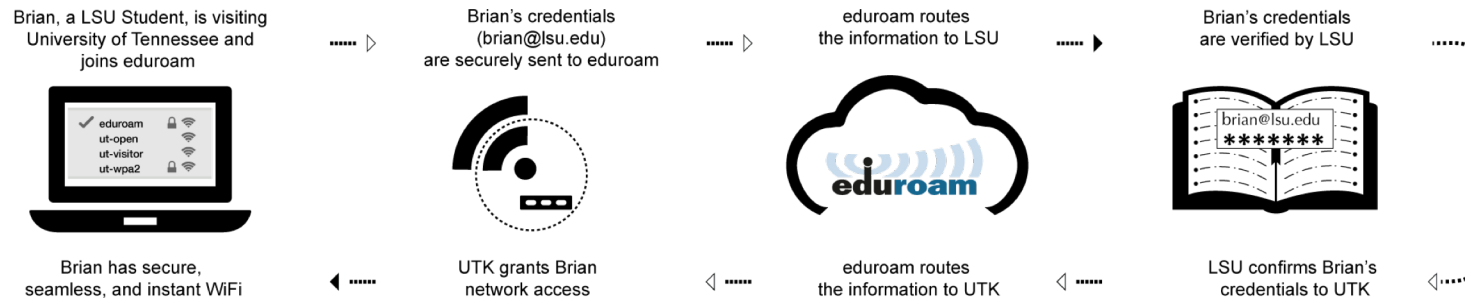 Brian, a LSU Student, is visiting
University of Tennessee and
joins eduroam
Brian's credentials
(brian@lsu.edu)
are securely sent to eduroam
eduroam routes
the information to LSU
Brian's credentials
are verified by LSU
eduroam
ut-open
ut-visitor
ut-wpa2
eduroam
brian@lsu.edu
*******
Brian has secure,
seamless, and instant WiFi
UTK grants Brian
network access
eduroam routes
the information to UTK
LSU confirms Brian's
credentials to UTK